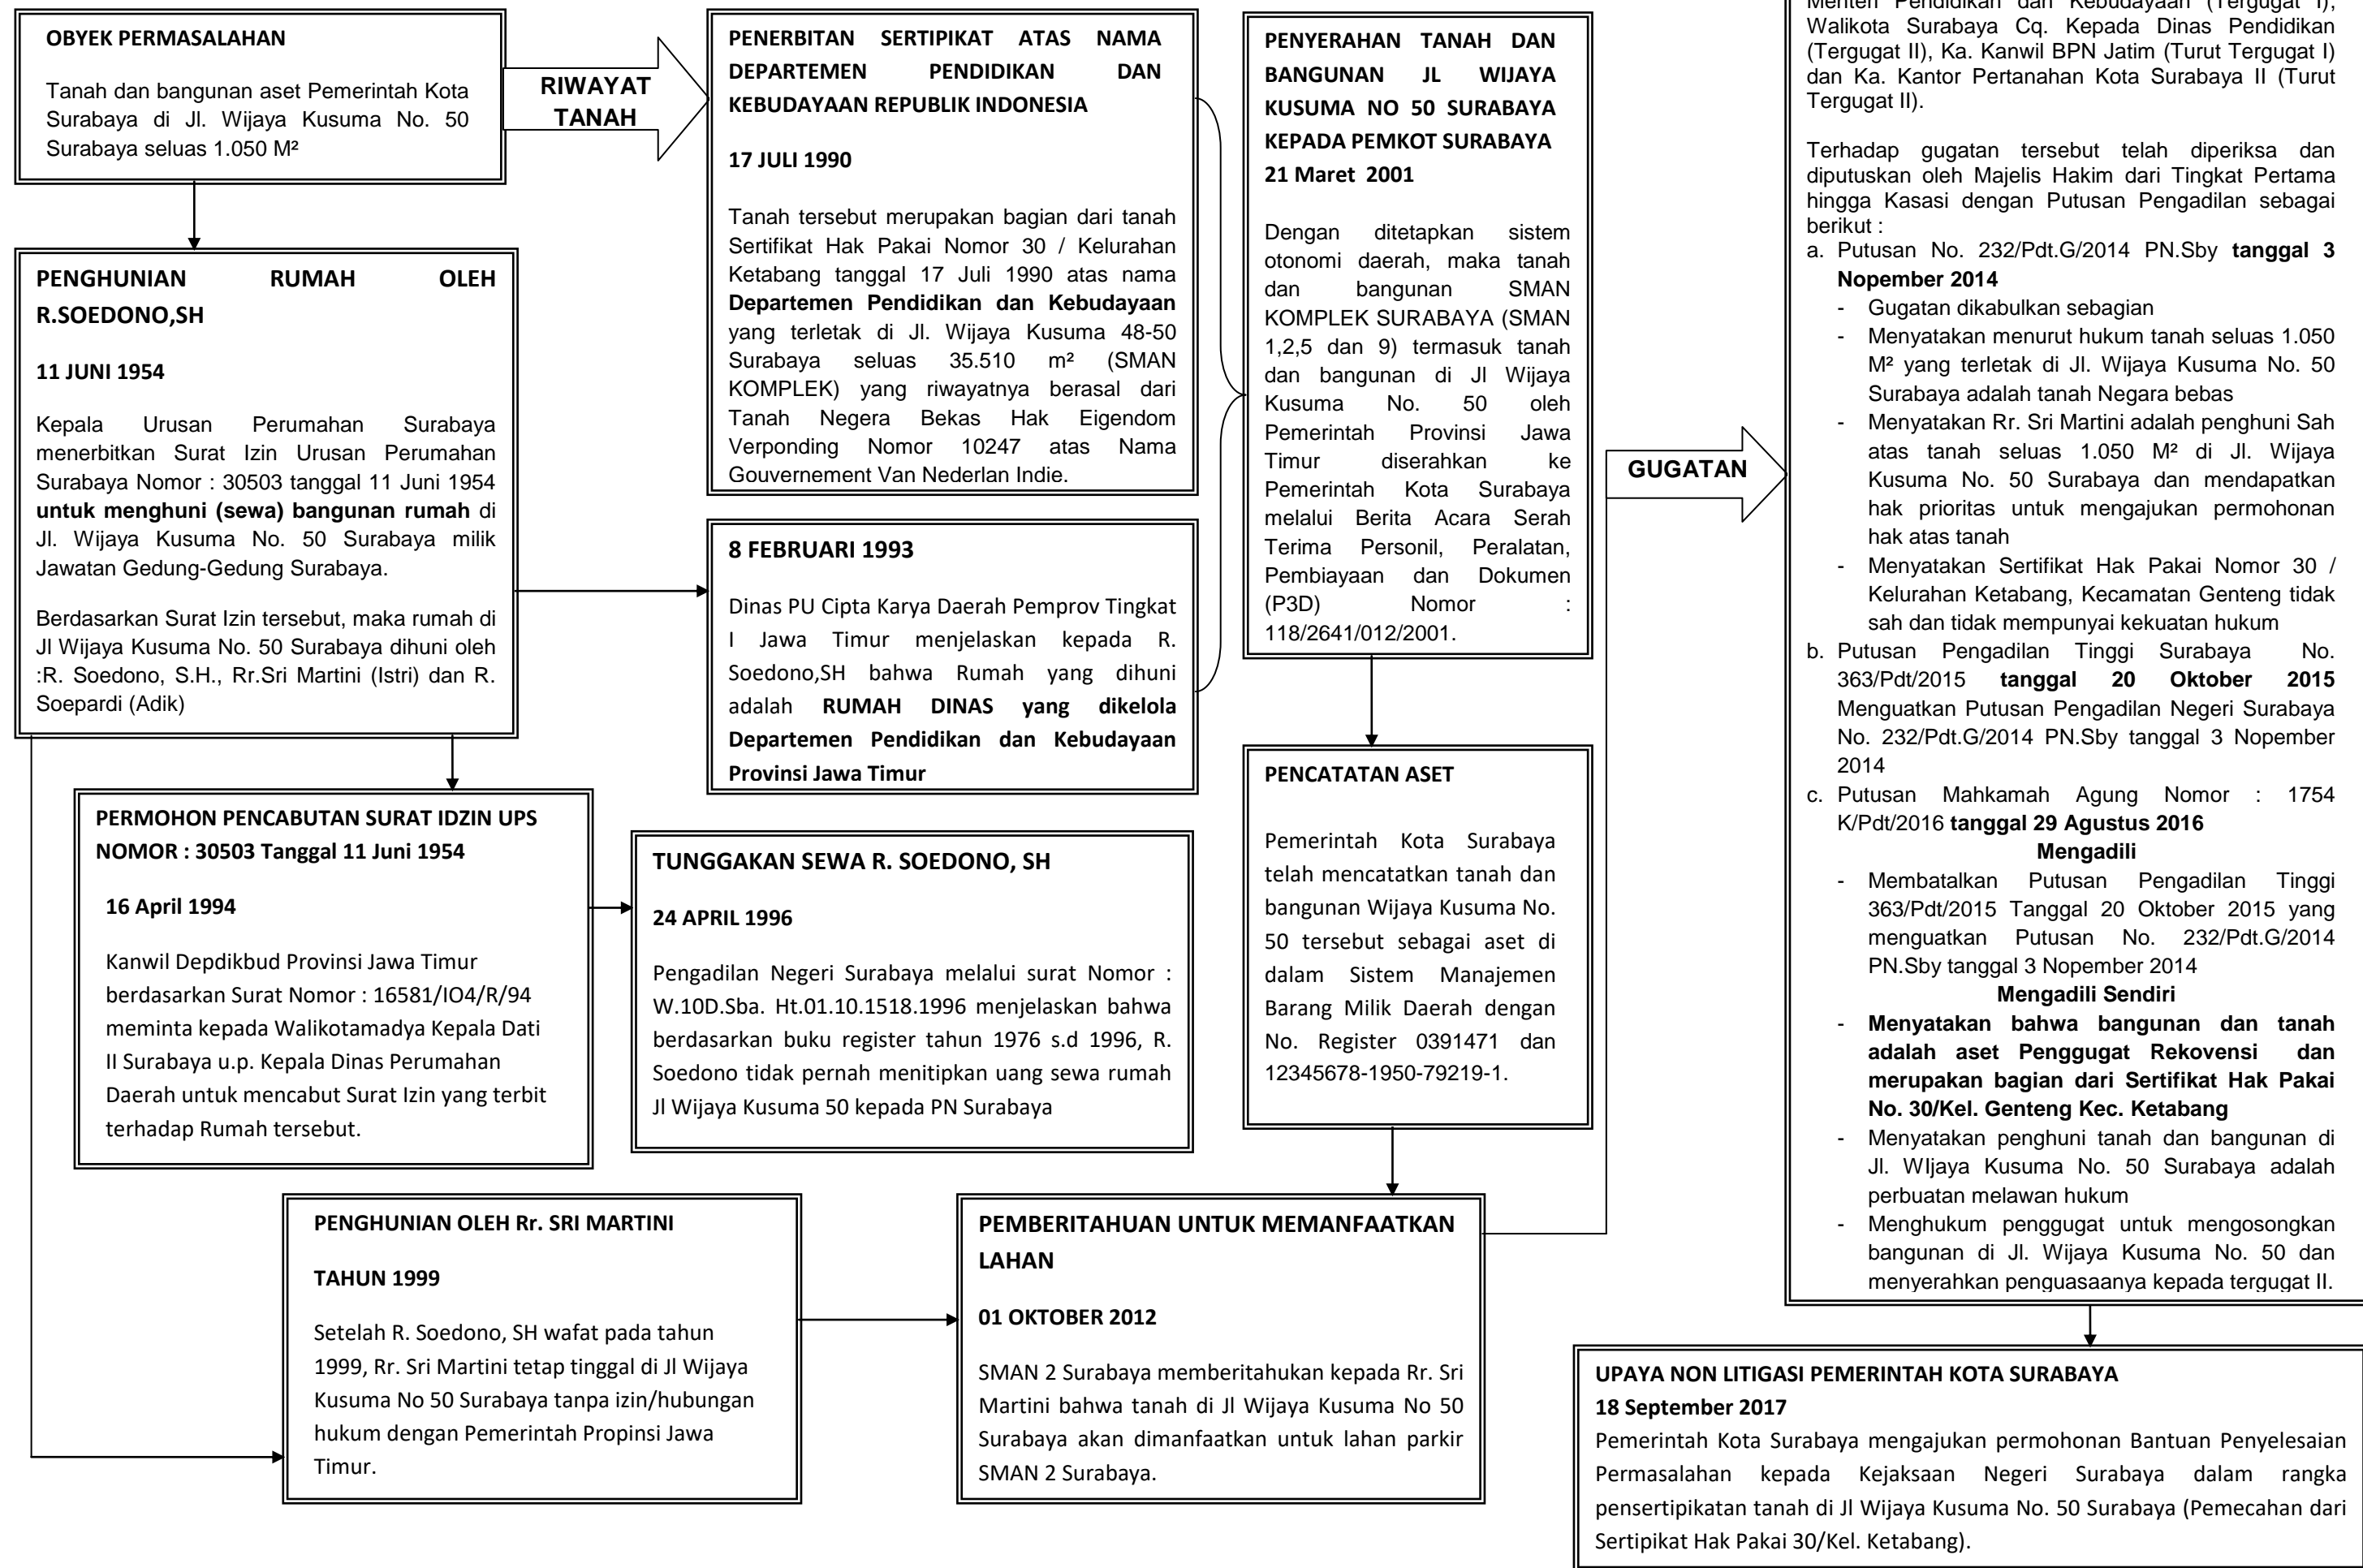 OBYEK PERMASALAHAN
Tanah dan bangunan aset Pemerintah Kota
Surabaya di Jl. Wijaya Kusuma No. 50
Surabaya seluas 1.050 M²
RIWAYAT
TANAH
PENERBITAN SERTIPIKAT ATAS NAMA
DEPARTEMEN PENDIDIKAN DAN
KEBUDAYAAN REPUBLIK INDONESIA
17 JULI 1990
Tanah tersebut merupakan bagian dari tanah
Sertifikat Hak Pakai Nomor 30 / Kelurahan
Ketabang tanggal 17 Juli 1990 atas nama
Departemen Pendidikan dan Kebudayaan
yang terletak di Jl. Wijaya Kusuma 48-50
Surabaya seluas 35.510 m² (SMAN
KOMPLEK) yang riwayatnya berasal dari
Tanah Negera Bekas Hak Eigendom
Verponding Nomor 10247 atas Nama
Gouvernement Van Nederlan Indie.
PENGHUNIAN RUMAH OLEH
R.SOEDONO,SH
11 JUNI 1954
Kepala Urusan Perumahan Surabaya
menerbitkan Surat Izin Urusan Perumahan
Surabaya Nomor : 30503 tanggal 11 Juni 1954
untuk menghuni (sewa) bangunan rumah di
Jl. Wijaya Kusuma No. 50 Surabaya milik
Jawatan Gedung-Gedung Surabaya.
Berdasarkan Surat Izin tersebut, maka rumah di
Jl Wijaya Kusuma No. 50 Surabaya dihuni oleh
:R. Soedono, S.H., Rr.Sri Martini (Istri) dan R.
Soepardi (Adik)
8 FEBRUARI 1993
Dinas PU Cipta Karya Daerah Pemprov Tingkat
I Jawa Timur menjelaskan kepada R.
Soedono,SH bahwa Rumah yang dihuni
adalah RUMAH DINAS yang dikelola
Departemen Pendidikan dan Kebudayaan
Provinsi Jawa Timur
PERMOHON PENCABUTAN SURAT IDZIN UPS
NOMOR : 30503 Tanggal 11 Juni 1954
16 April 1994
Kanwil Depdikbud Provinsi Jawa Timur
berdasarkan Surat Nomor : 16581/IO4/R/94
meminta kepada Walikotamadya Kepala Dati
II Surabaya u.p. Kepala Dinas Perumahan
Daerah untuk mencabut Surat Izin yang terbit
terhadap Rumah tersebut.
TUNGGAKAN SEWA R. SOEDONO, SH
24 APRIL 1996
Pengadilan Negeri Surabaya melalui surat Nomor :
W.10D.Sba. Ht.01.10.1518.1996 menjelaskan bahwa
berdasarkan buku register tahun 1976 s.d 1996, R.
Soedono tidak pernah menitipkan uang sewa rumah
Jl Wijaya Kusuma 50 kepada PN Surabaya
PENGHUNIAN OLEH Rr. SRI MARTINI
TAHUN 1999
Setelah R. Soedono, SH wafat pada tahun
1999, Rr. Sri Martini tetap tinggal di Jl Wijaya
Kusuma No 50 Surabaya tanpa izin/hubungan
hukum dengan Pemerintah Propinsi Jawa
Timur.
PENYERAHAN TANAH DAN
BANGUNAN JL WIJAYA
KUSUMA NO 50 SURABAYA
KEPADA PEMKOT SURABAYA
21 Maret 2001
Dengan ditetapkan sistem
otonomi daerah, maka tanah
dan bangunan SMAN
KOMPLEK SURABAYA (SMAN
1,2,5 dan 9) termasuk tanah
dan bangunan di Jl Wijaya
Kusuma No. 50 oleh
Pemerintah Provinsi Jawa
Timur diserahkan ke
Pemerintah Kota Surabaya
melalui Berita Acara Serah
Terima Personil, Peralatan,
Pembiayaan dan Dokumen
(P3D) Nomor :
118/2641/012/2001.
PENCATATAN ASET
Pemerintah Kota Surabaya
telah mencatatkan tanah dan
bangunan Wijaya Kusuma No.
50 tersebut sebagai aset di
dalam Sistem Manajemen
Barang Milik Daerah dengan
No. Register 0391471 dan
12345678-1950-79219-1.
PEMBERITAHUAN UNTUK MEMANFAATKAN
LAHAN
01 OKTOBER 2012
SMAN 2 Surabaya memberitahukan kepada Rr. Sri
Martini bahwa tanah di Jl Wijaya Kusuma No 50
Surabaya akan dimanfaatkan untuk lahan parkir
SMAN 2 Surabaya.
GUGATAN
Menteri Pendidikan dan Kebudayaan (Tergugat I),
Walikota Surabaya Cq. Kepada Dinas Pendidikan
(Tergugat II), Ka. Kanwil BPN Jatim (Turut Tergugat I)
dan Ka. Kantor Pertanahan Kota Surabaya II (Turut
Tergugat II).
Terhadap gugatan tersebut telah diperiksa dan
diputuskan oleh Majelis Hakim dari Tingkat Pertama
hingga Kasasi dengan Putusan Pengadilan sebagai
berikut :
a. Putusan No. 232/Pdt.G/2014 PN.Sby tanggal 3
Nopember 2014
- Gugatan dikabulkan sebagian
- Menyatakan menurut hukum tanah seluas 1.050
M² yang terletak di Jl. Wijaya Kusuma No. 50
Surabaya adalah tanah Negara bebas
- Menyatakan Rr. Sri Martini adalah penghuni Sah
atas tanah seluas 1.050 M² di Jl. Wijaya
Kusuma No. 50 Surabaya dan mendapatkan
hak prioritas untuk mengajukan permohonan
hak atas tanah
- Menyatakan Sertifikat Hak Pakai Nomor 30 /
Kelurahan Ketabang, Kecamatan Genteng tidak
sah dan tidak mempunyai kekuatan hukum
b. Putusan Pengadilan Tinggi Surabaya No.
363/Pdt/2015 tanggal 20 Oktober 2015
Menguatkan Putusan Pengadilan Negeri Surabaya
No. 232/Pdt.G/2014 PN.Sby tanggal 3 Nopember
2014
c. Putusan Mahkamah Agung Nomor : 1754
K/Pdt/2016 tanggal 29 Agustus 2016
Mengadili
- Membatalkan Putusan Pengadilan Tinggi
363/Pdt/2015 Tanggal 20 Oktober 2015 yang
menguatkan Putusan No. 232/Pdt.G/2014
PN.Sby tanggal 3 Nopember 2014
Mengadili Sendiri
- Menyatakan bahwa bangunan dan tanah
adalah aset Penggugat Rekovensi dan
merupakan bagian dari Sertifikat Hak Pakai
No. 30/Kel. Genteng Kec. Ketabang
- Menyatakan penghuni tanah dan bangunan di
Jl. WIjaya Kusuma No. 50 Surabaya adalah
perbuatan melawan hukum
- Menghukum penggugat untuk mengosongkan
bangunan di Jl. Wijaya Kusuma No. 50 dan
menyerahkan penguasaanya kepada tergugat II.
UPAYA NON LITIGASI PEMERINTAH KOTA SURABAYA
18 September 2017
Pemerintah Kota Surabaya mengajukan permohonan Bantuan Penyelesaian
Permasalahan kepada Kejaksaan Negeri Surabaya dalam rangka
pensertipikatan tanah di Jl Wijaya Kusuma No. 50 Surabaya (Pemecahan dari
Sertipikat Hak Pakai 30/Kel. Ketabang).